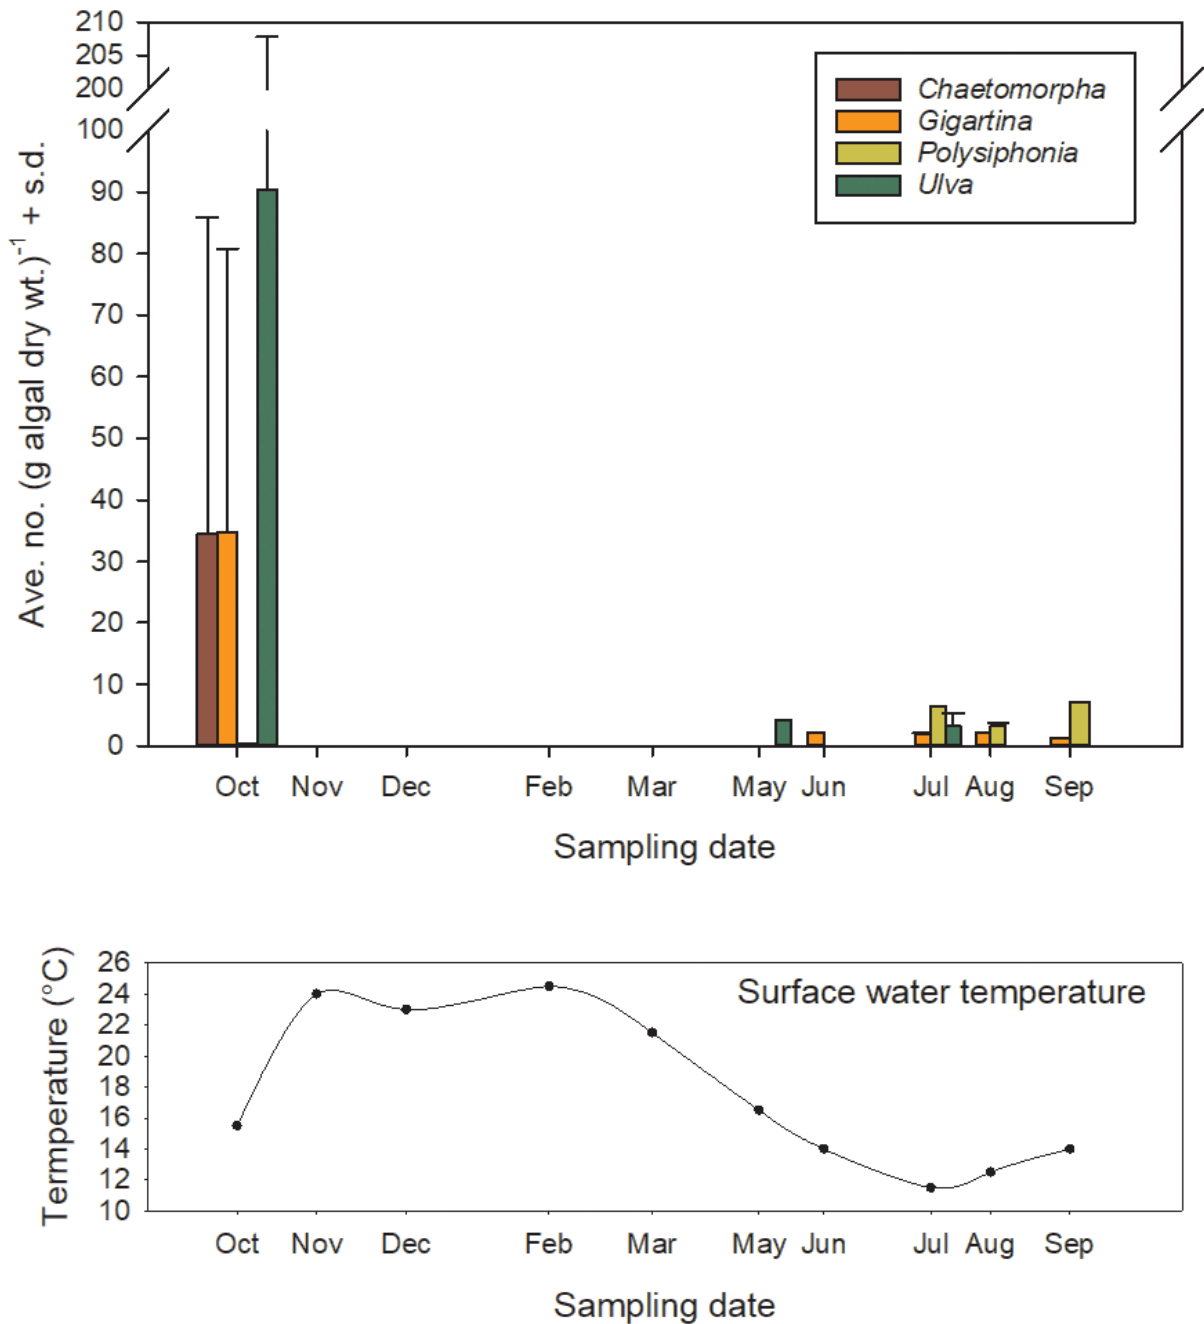 210
205
200
100
90
80
70
60
50
40
30
20
10
0
Ave. no. (g algal dry wt.)⁻¹ + s.d.
Chaetomorpha
Gigartina
Polysiphonia
Ulva
Oct Nov Dec Feb Mar May Jun Jul Aug Sep
Sampling date
26
24
22
20
18
16
14
12
10
Termperature (°C)
Surface water temperature
Oct Nov Dec Feb Mar May Jun Jul Aug Sep
Sampling date